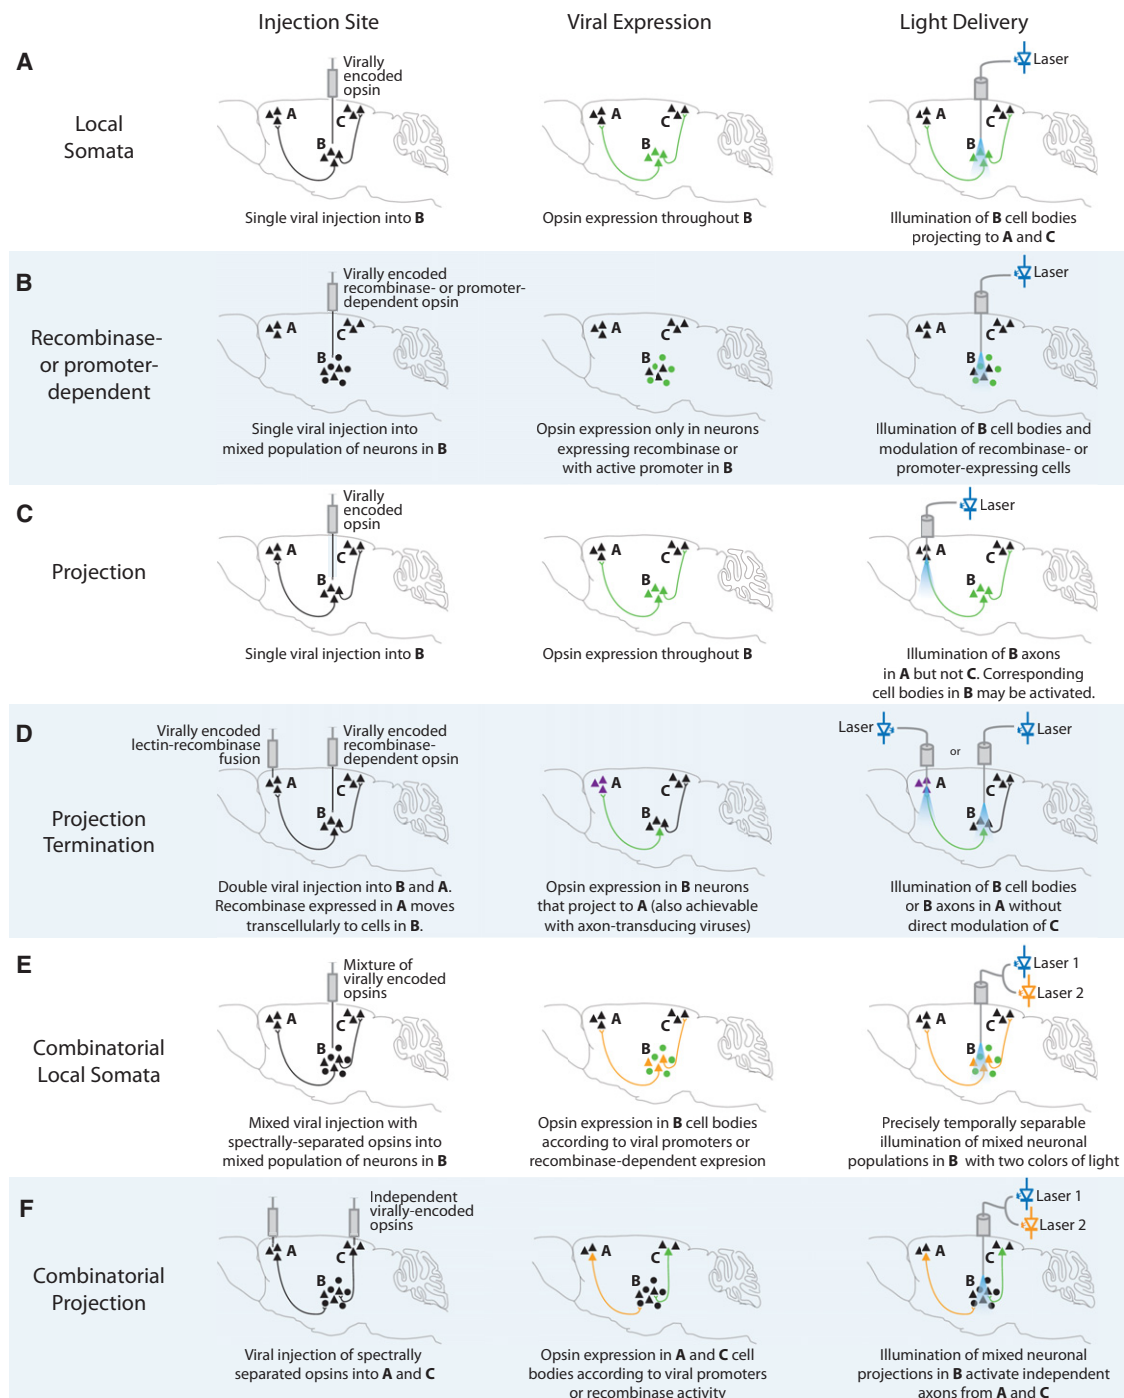 Injection Site
Viral Expression
Light Delivery
A
Local
Somata
Virally
encoded
opsin
A
B
C
Single viral injection into B
A
B
C
Opsin expression throughout B
Laser
A
B
C
Illumination of B cell bodies
projecting to A and C
B
Recombinase-
or promoter-
dependent
Virally encoded
recombinase- or promoter-
dependent opsin
A
B
C
Single viral injection into
mixed population of neurons in B
A
B
C
Opsin expression only in neurons
expressing recombinase or
with active promoter in B
Laser
A
B
C
Illumination of B cell bodies and
modulation of recombinase- or
promoter-expressing cells
C
Projection
Virally
encoded
opsin
A
B
C
Single viral injection into B
A
B
C
Opsin expression throughout B
Laser
A
B
C
Illumination of B axons
in A but not C. Corresponding
cell bodies in B may be activated.
D
Projection
Termination
Virally encoded
lectin-recombinase
fusion
Virally encoded
recombinase-
dependent opsin
A
B
C
Double viral injection into B and A.
Recombinase expressed in A moves
transcellularly to cells in B.
A
B
C
Opsin expression in B neurons
that project to A (also achievable
with axon-transducing viruses)
Laser
or
Laser
A
B
C
Illumination of B cell bodies
or B axons in A without
direct modulation of C
E
Combinatorial
Local Somata
Mixture of
virally encoded
opsins
A
B
C
Mixed viral injection with
spectrally-separated opsins into
mixed population of neurons in B
A
B
C
Opsin expression in B cell bodies
according to viral promoters or
recombinase-dependent expresion
Laser 1
Laser 2
A
B
C
Precisely temporally separable
illumination of mixed neuronal
populations in B with two colors of light
F
Combinatorial
Projection
Independent
virally-encoded
opsins
A
B
C
Viral injection of spectrally
separated opsins into A and C
A
B
C
Opsin expression in A and C cell
bodies according to viral promoters
or recombinase activity
Laser 1
Laser 2
A
B
C
Illumination of mixed neuronal
projections in B activate independent
axons from A and C